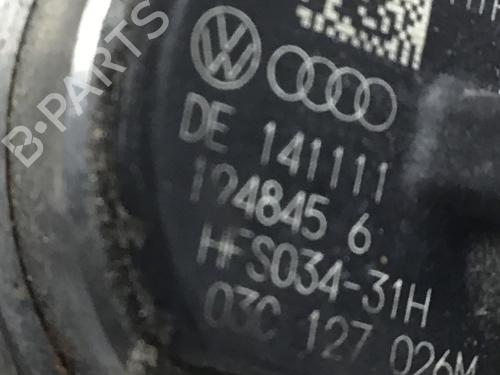 DE 141111
194845 6
HFS034-31H
03C 127 026M
B-PARTS